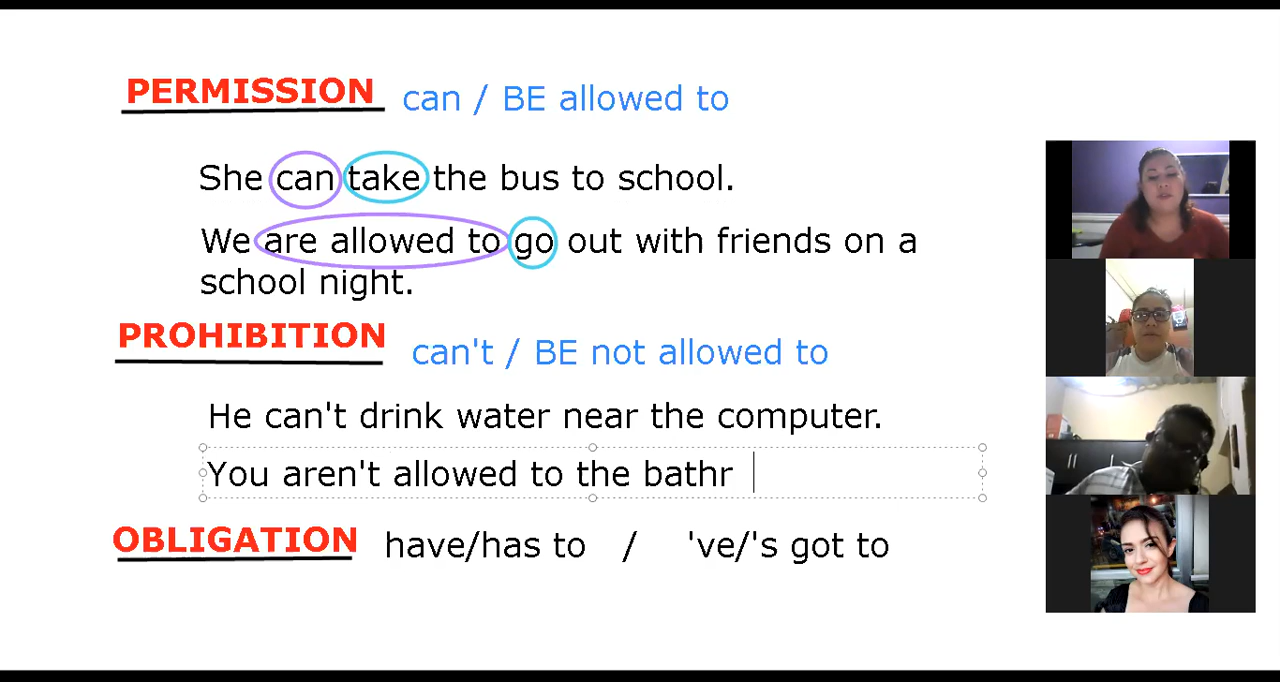 PERMISSION can / BE allowed to
She can take the bus to school.
We are allowed to go out with friends on a
school night.
PROHIBITION can't / BE not allowed to
He can't drink water near the computer.
You aren't allowed to the bathr
OBLIGATION have/has to / 've/'s got to